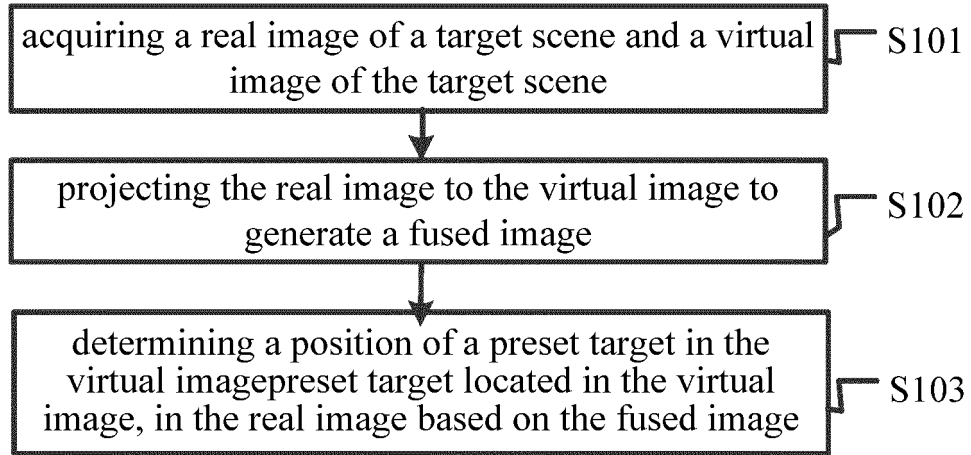 acquiring a real image of a target scene and a virtual
image of the target scene
S101
projecting the real image to the virtual image to
generate a fused image
S102
determining a position of a preset target in the
virtual imagepreset target located in the virtual
image, in the real image based on the fused image
S103